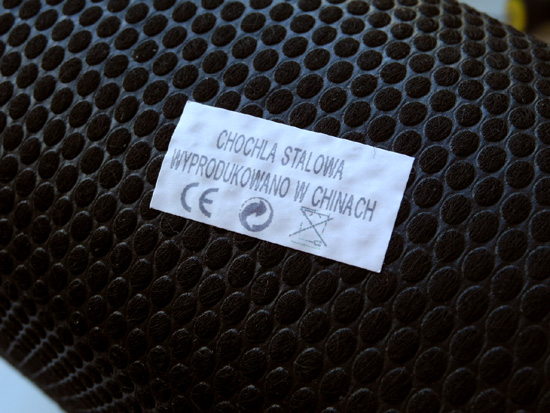 CHOCHLA STALOWA
WYPRODUKOWANO W CHINACH
CE